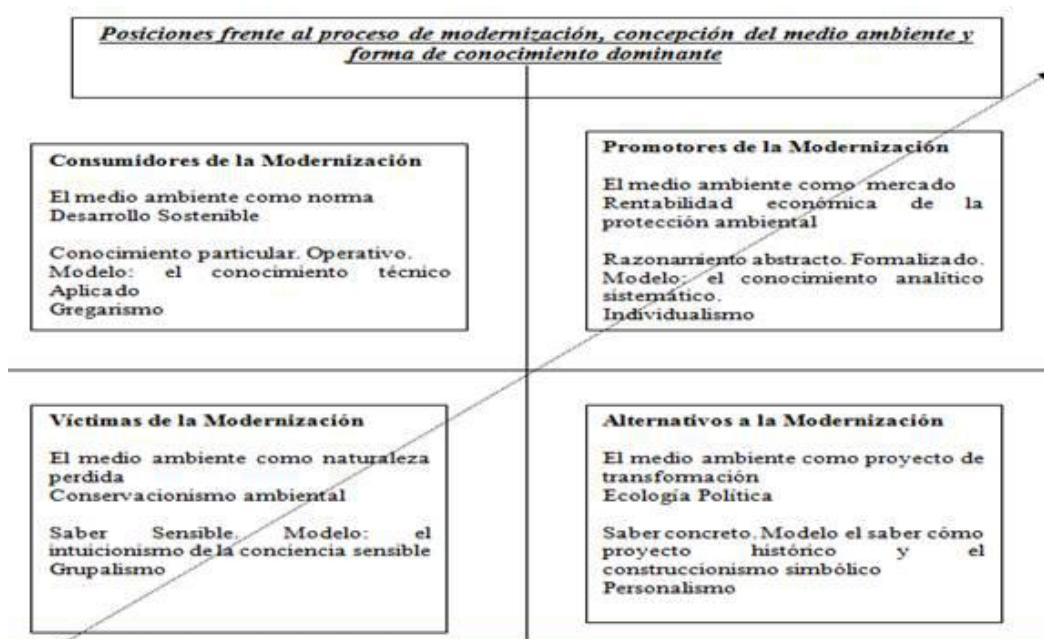 Posiciones frente al proceso de modernización, concepción del medio ambiente y
forma de conocimiento dominante
Consumidores de la Modernización
El medio ambiente como norma
Desarrollo Sostenible
Conocimiento particular. Operativo.
Modelo: el conocimiento técnico
Aplicado
Gregarismo
Promotores de la Modernización
El medio ambiente como mercado
Rentabilidad económica de la
protección ambiental
Razonamiento abstracto. Formalizado.
Modelo: el conocimiento analítico
sistemático.
Individualismo
Víctimas de la Modernización
El medio ambiente como naturaleza
perdida
Conservacionismo ambiental
Saber Sensible. Modelo: el
intuicionismo de la conciencia sensible
Grupalismo
Alternativos a la Modernización
El medio ambiente como proyecto de
transformación
Ecología Política
Saber concreto. Modelo el saber cómo
proyecto histórico y el
construccionismo simbólico
Personalismo